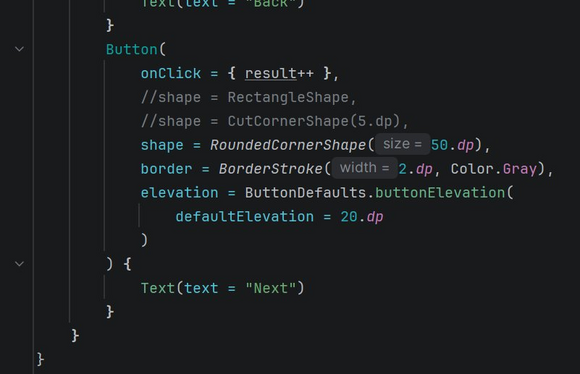 Text(text = "Back")
}
Button(
onClick = { result++ },
//shape = RectangleShape,
//shape = CutCornerShape(5.dp),
shape = RoundedCornerShape( size = 50.dp),
border = BorderStroke( width = 2.dp, Color.Gray),
elevation = ButtonDefaults.buttonElevation(
defaultElevation = 20.dp
)
) {
Text(text = "Next")
}
}
}